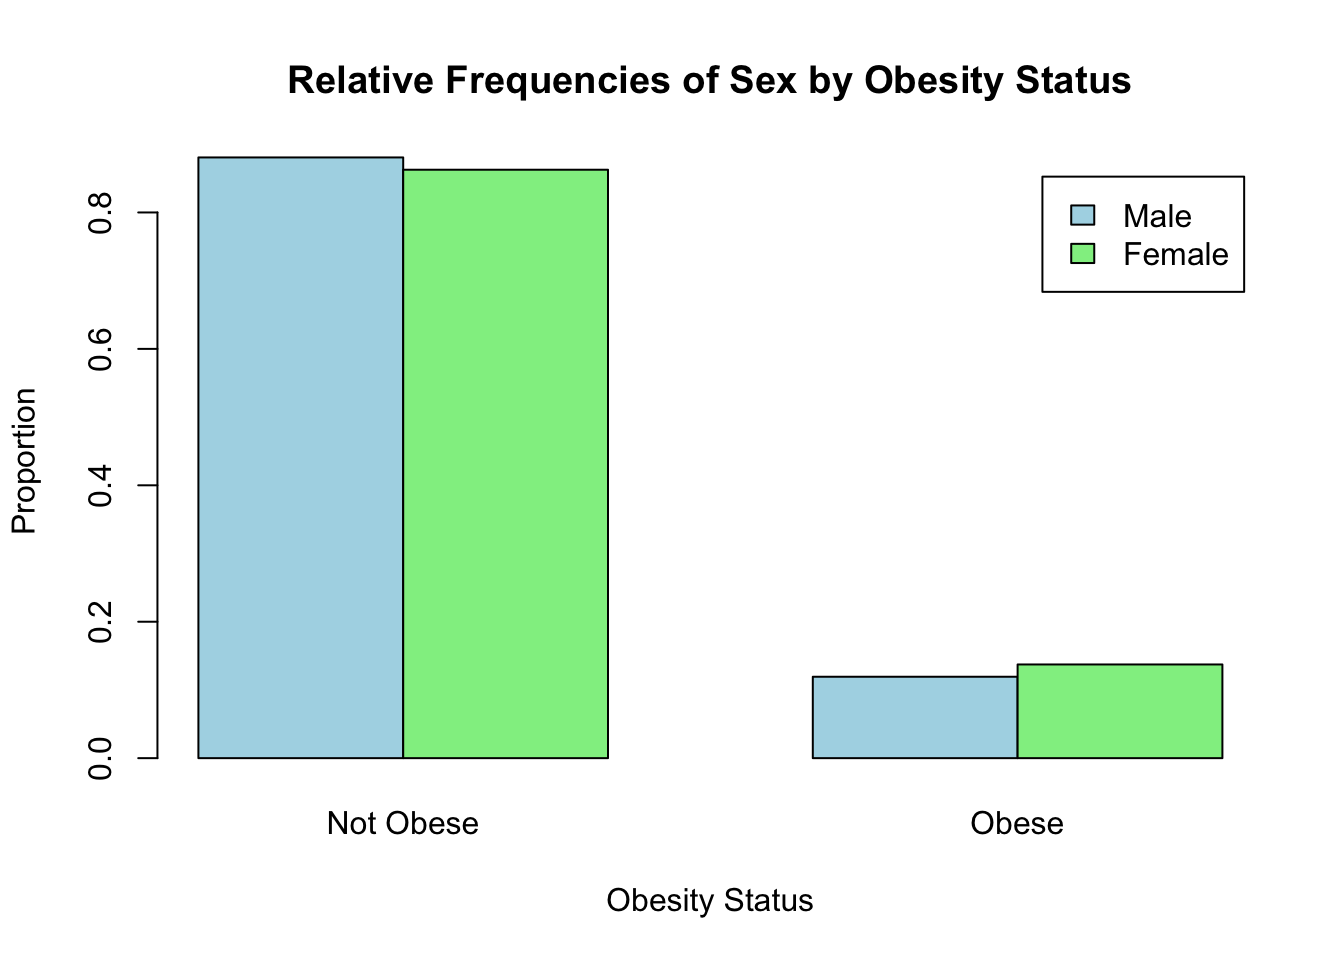 Relative Frequencies of Sex by Obesity Status
Male
Female
Proportion
0.8
0.6
0.4
0.2
0.0
Not Obese
Obese
Obesity Status